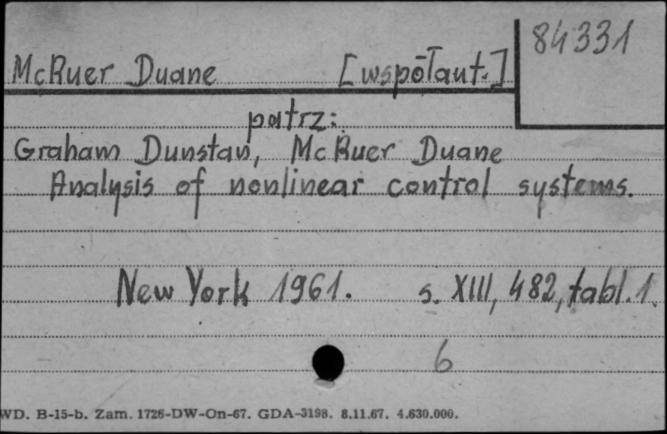 84331
McRuer Duane [współaut.]
patrz:
Graham Dunstan, McRuer Duane
Analysis of nonlinear control systems.
New York 1961. s. XIII, 482, tabl. 1.
6
WD. B-15-b. Zam. 1726-DW-On-67. GDA-3198. 8.11.67. 4.630.000.